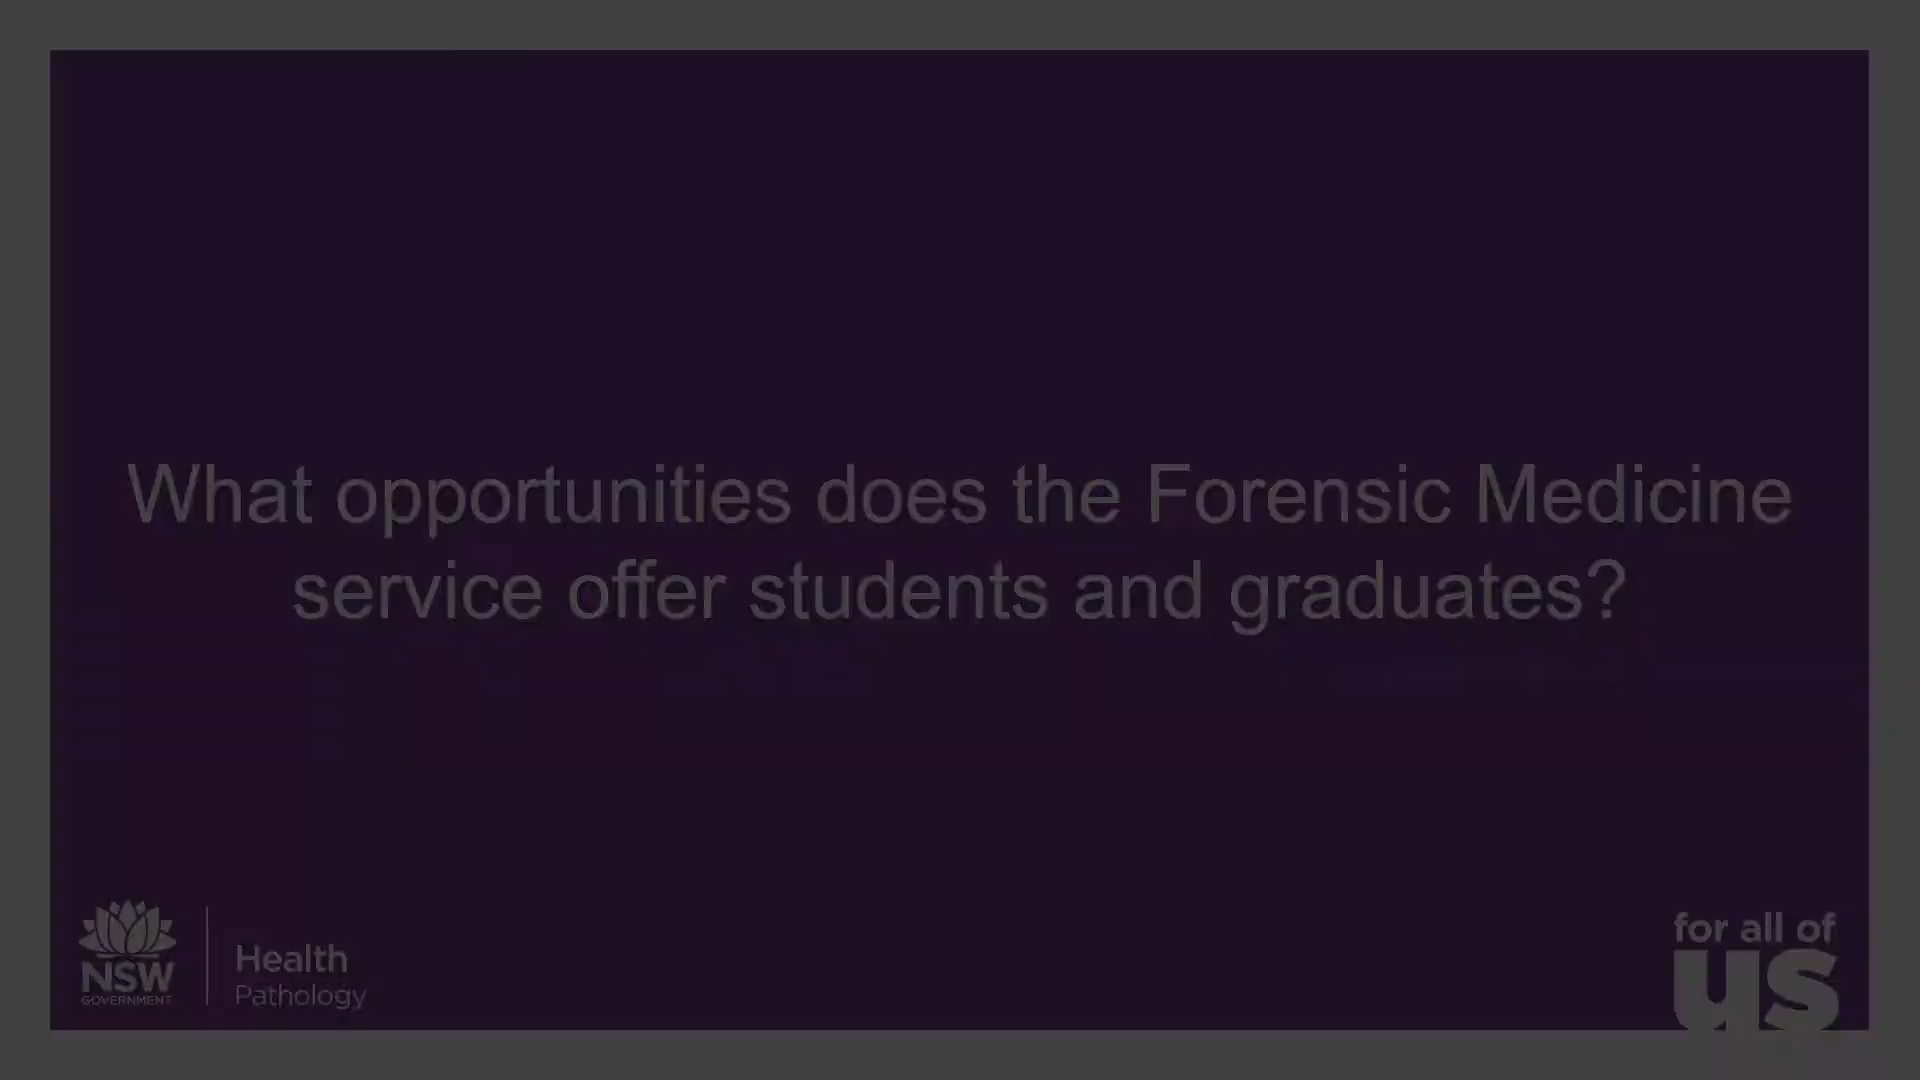 What opportunities does the Forensic Medicine
service offer students and graduates?
NSW
GOVERNMENT
Health
Pathology
for all of
us